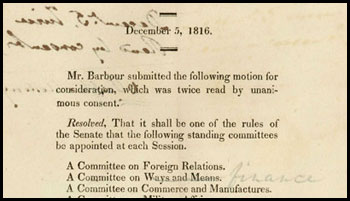 December 5, 1816.
Mr. Barbour submitted the following motion for
consideration, which was twice read by unani-
mous consent.
Resolved, That it shall be one of the rules of
the Senate that the following standing committees
be appointed at each Session.
A Committee on Foreign Relations.
A Committee on Ways and Means. finance
A Committee on Commerce and Manufactures.